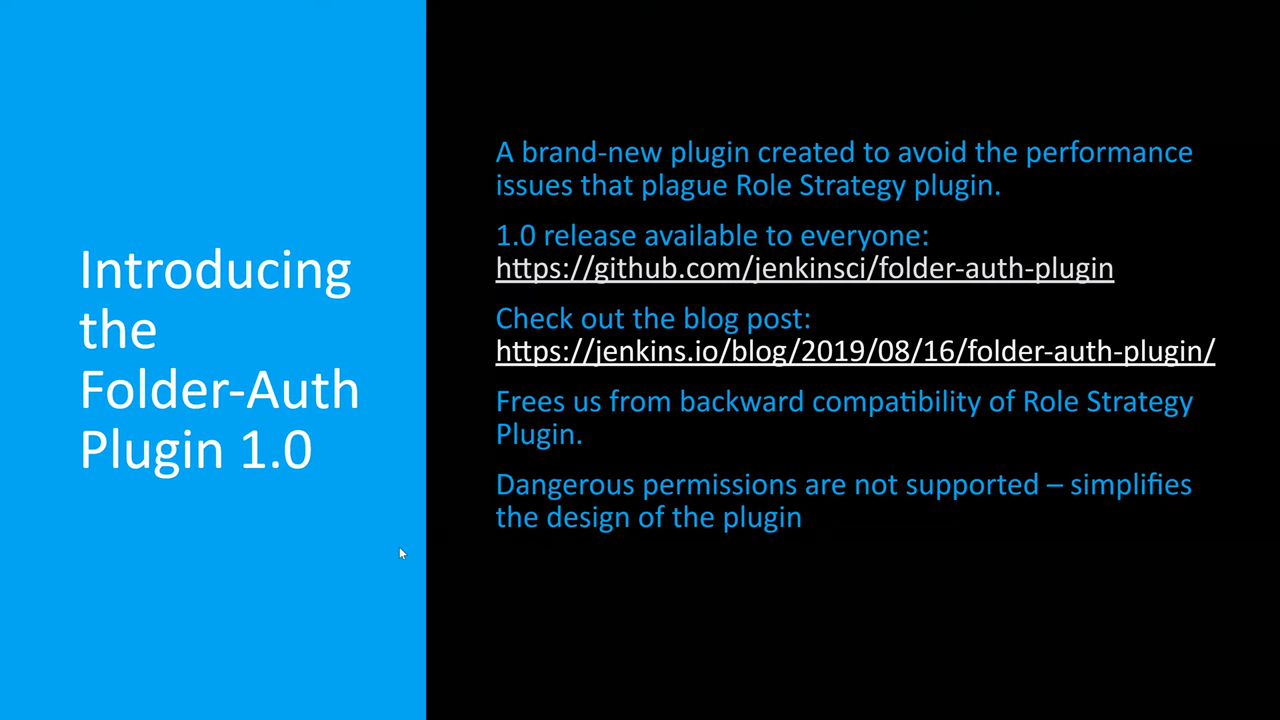 Introducing
the
Folder-Auth
Plugin 1.0
A brand-new plugin created to avoid the performance
issues that plague Role Strategy plugin.
1.0 release available to everyone:
https://github.com/jenkinsci/folder-auth-plugin
Check out the blog post:
https://jenkins.io/blog/2019/08/16/folder-auth-plugin/
Frees us from backward compatibility of Role Strategy
Plugin.
Dangerous permissions are not supported – simplifies
the design of the plugin